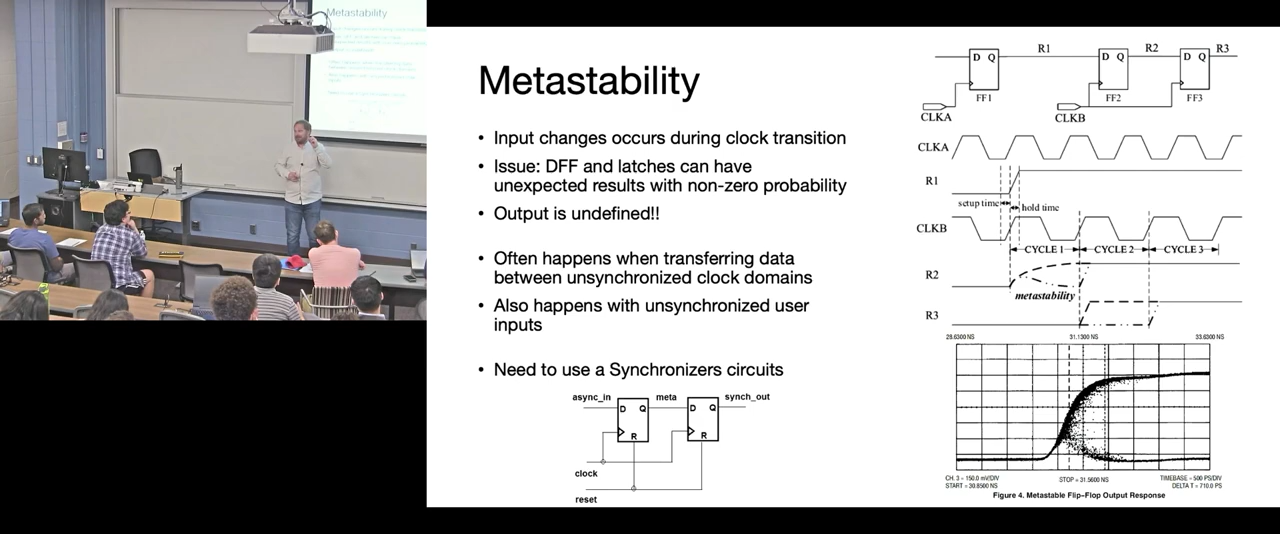 Metastability
Metastability
• Input changes occurs during clock transition
• Issue: DFF and latches can have
unexpected results with non-zero probability
• Output is undefined!!
• Often happens when transferring data
between unsynchronized clock domains
• Also happens with unsynchronized user
inputs
• Need to use a Synchronizers circuits
async_in
meta
synch_out
D Q
D Q
R
R
clock
reset
R1
R2
R3
D Q
D Q
D Q
FF1
FF2
FF3
CLKA
CLKB
CLKA
R1
setup time
hold time
CLKB
CYCLE 1
CYCLE 2
CYCLE 3
R2
metastability
R3
28.6300 NS
31.1300 NS
33.6300 NS
CH. 3 = 150.0 mV/DIV
START = 30.8500 NS
STOP = 31.5600 NS
TIMEBASE = 500 PS/DIV
DELTA T = 710.0 PS
Figure 4. Metastable Flip–Flop Output Response